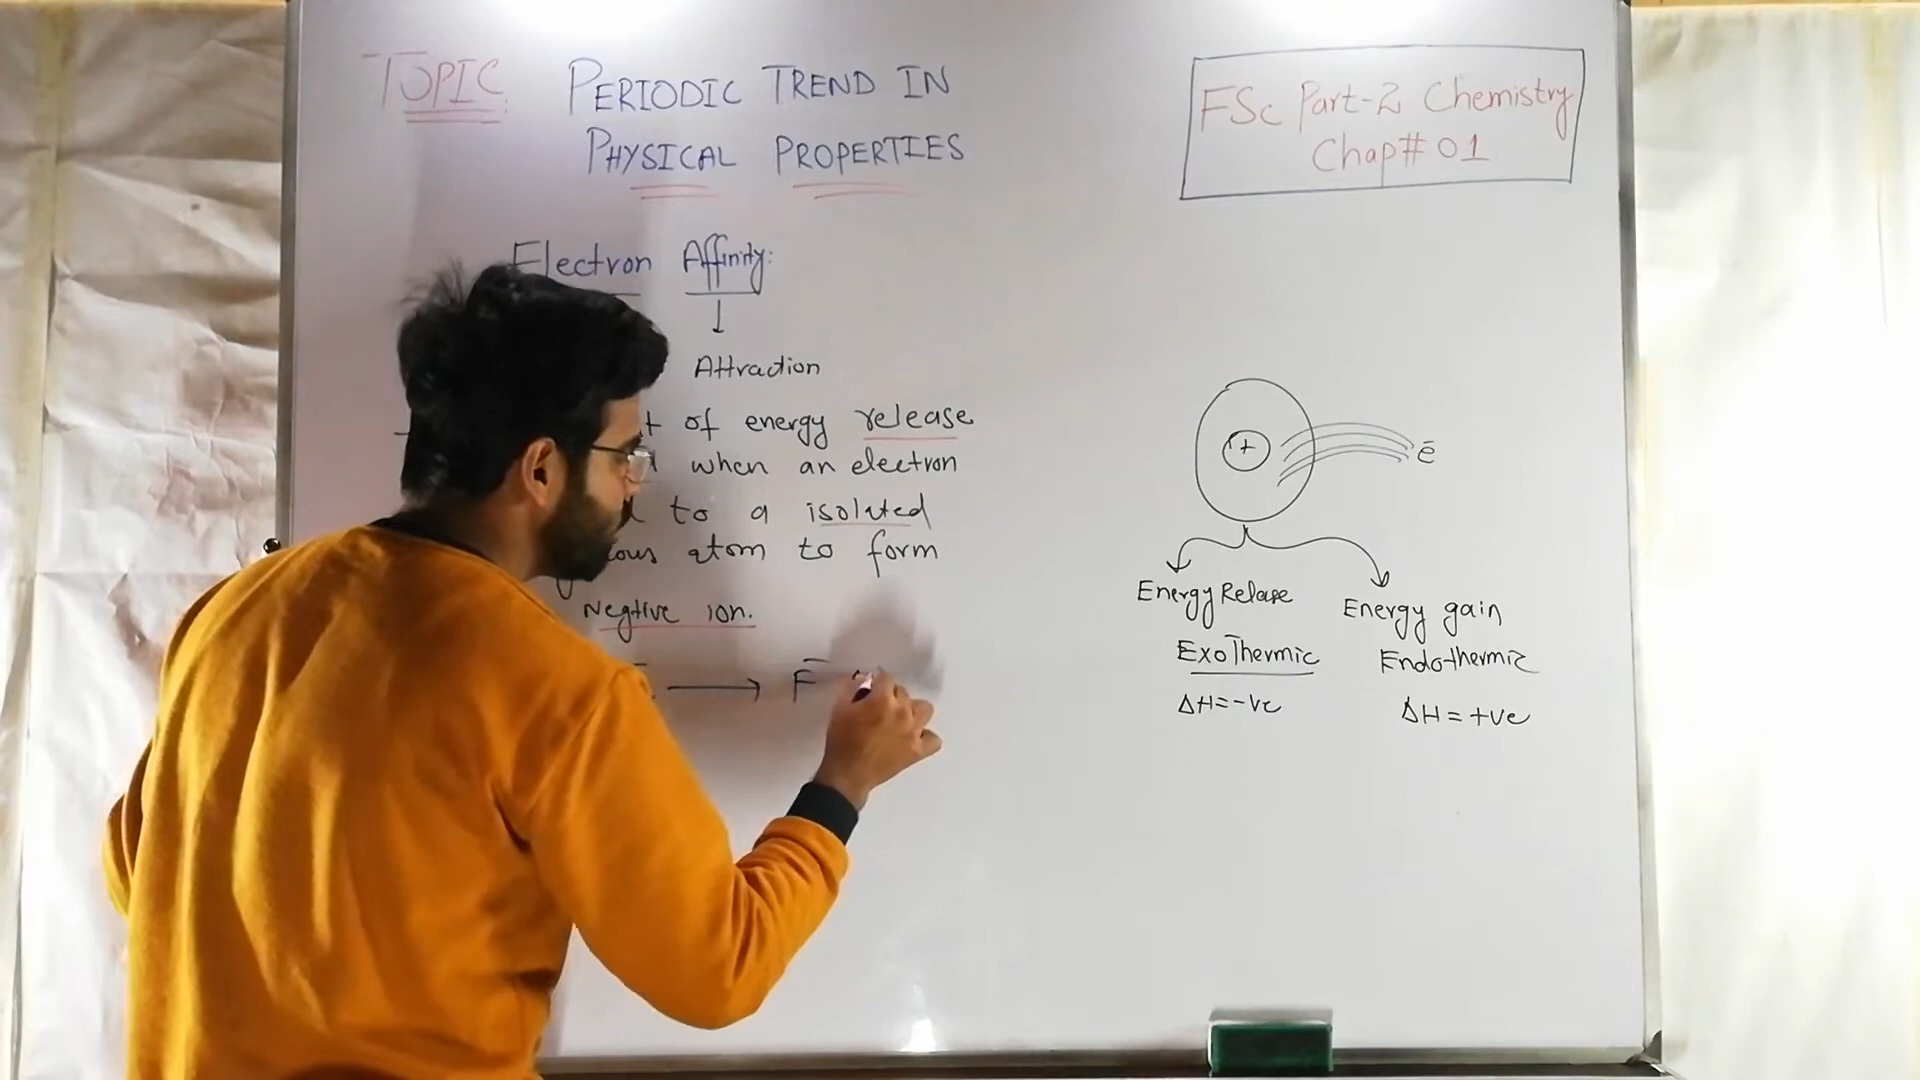 TOPIC: PERIODIC TREND IN
PHYSICAL PROPERTIES
FSc Part-2 Chemistry
Chap# 01
Electron Affinity:
↓
Attraction
of energy release
when an electron
to a isolated
atom to form
Negtive ion.
⟶ F⁻
+
ē
Energy Relase
Exothermic
ΔH=-ve
Energy gain
Endothermic
ΔH=+ve